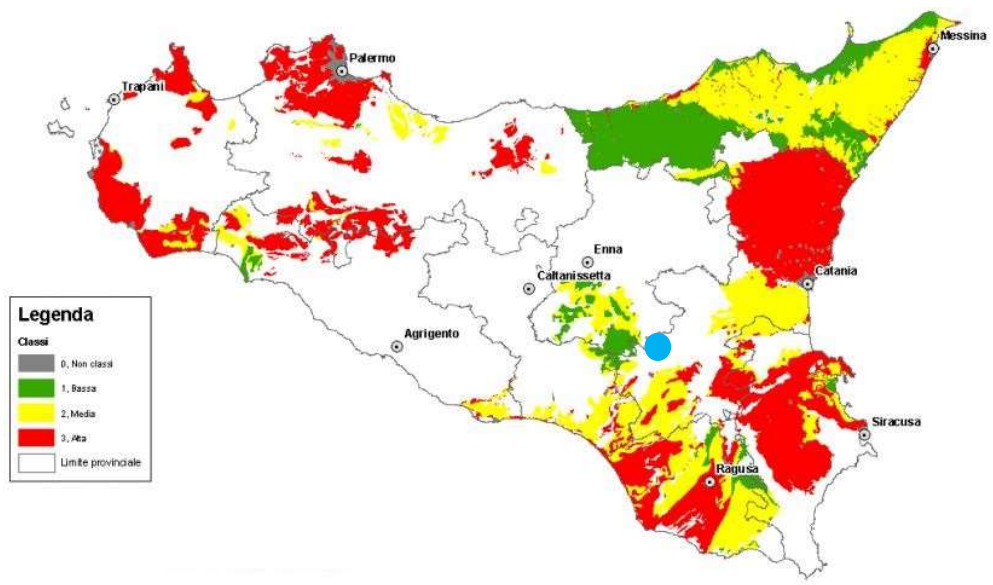 Messina
Palermo
Trapani
Enna
Catania
Caltanissetta
Legenda
Classi
Agrigento
0, Non classi
1, Bassa
2, Media
3, Alta
Limite provinciale
Siracusa
Ragusa